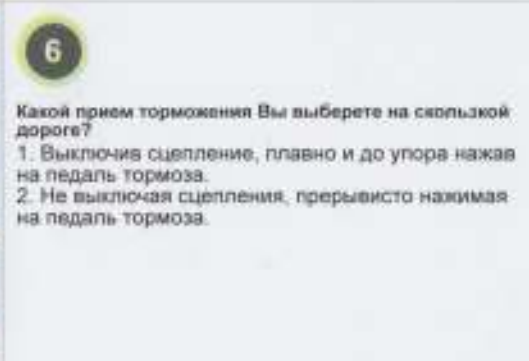 6
Какой прием торможения Вы выберете на скользкой
дороге?
1. Выключив сцепление, плавно и до упора нажав
на педаль тормоза.
2. Не выключая сцепления, прерывисто нажимая
на педаль тормоза.